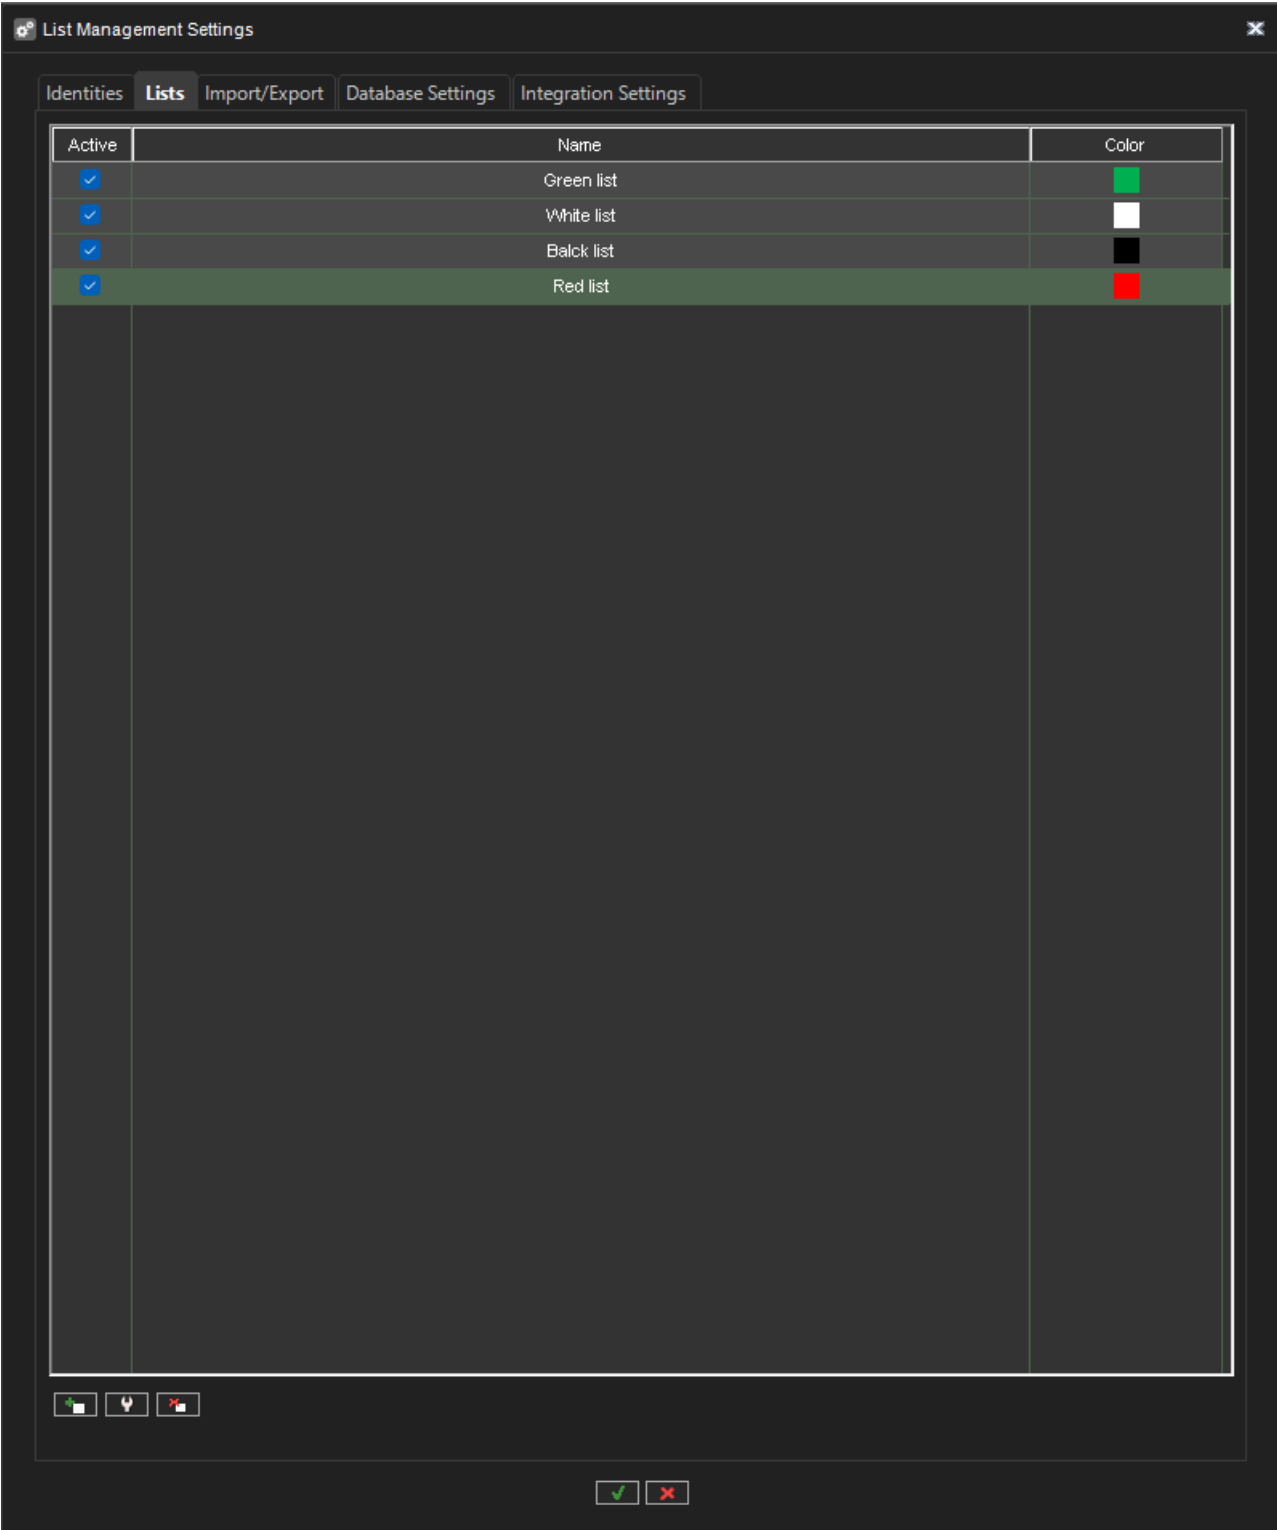 List Management Settings
Identities Lists Import/Export Database Settings Integration Settings
Active Name Color
Green list
White list
Balck list
Red list